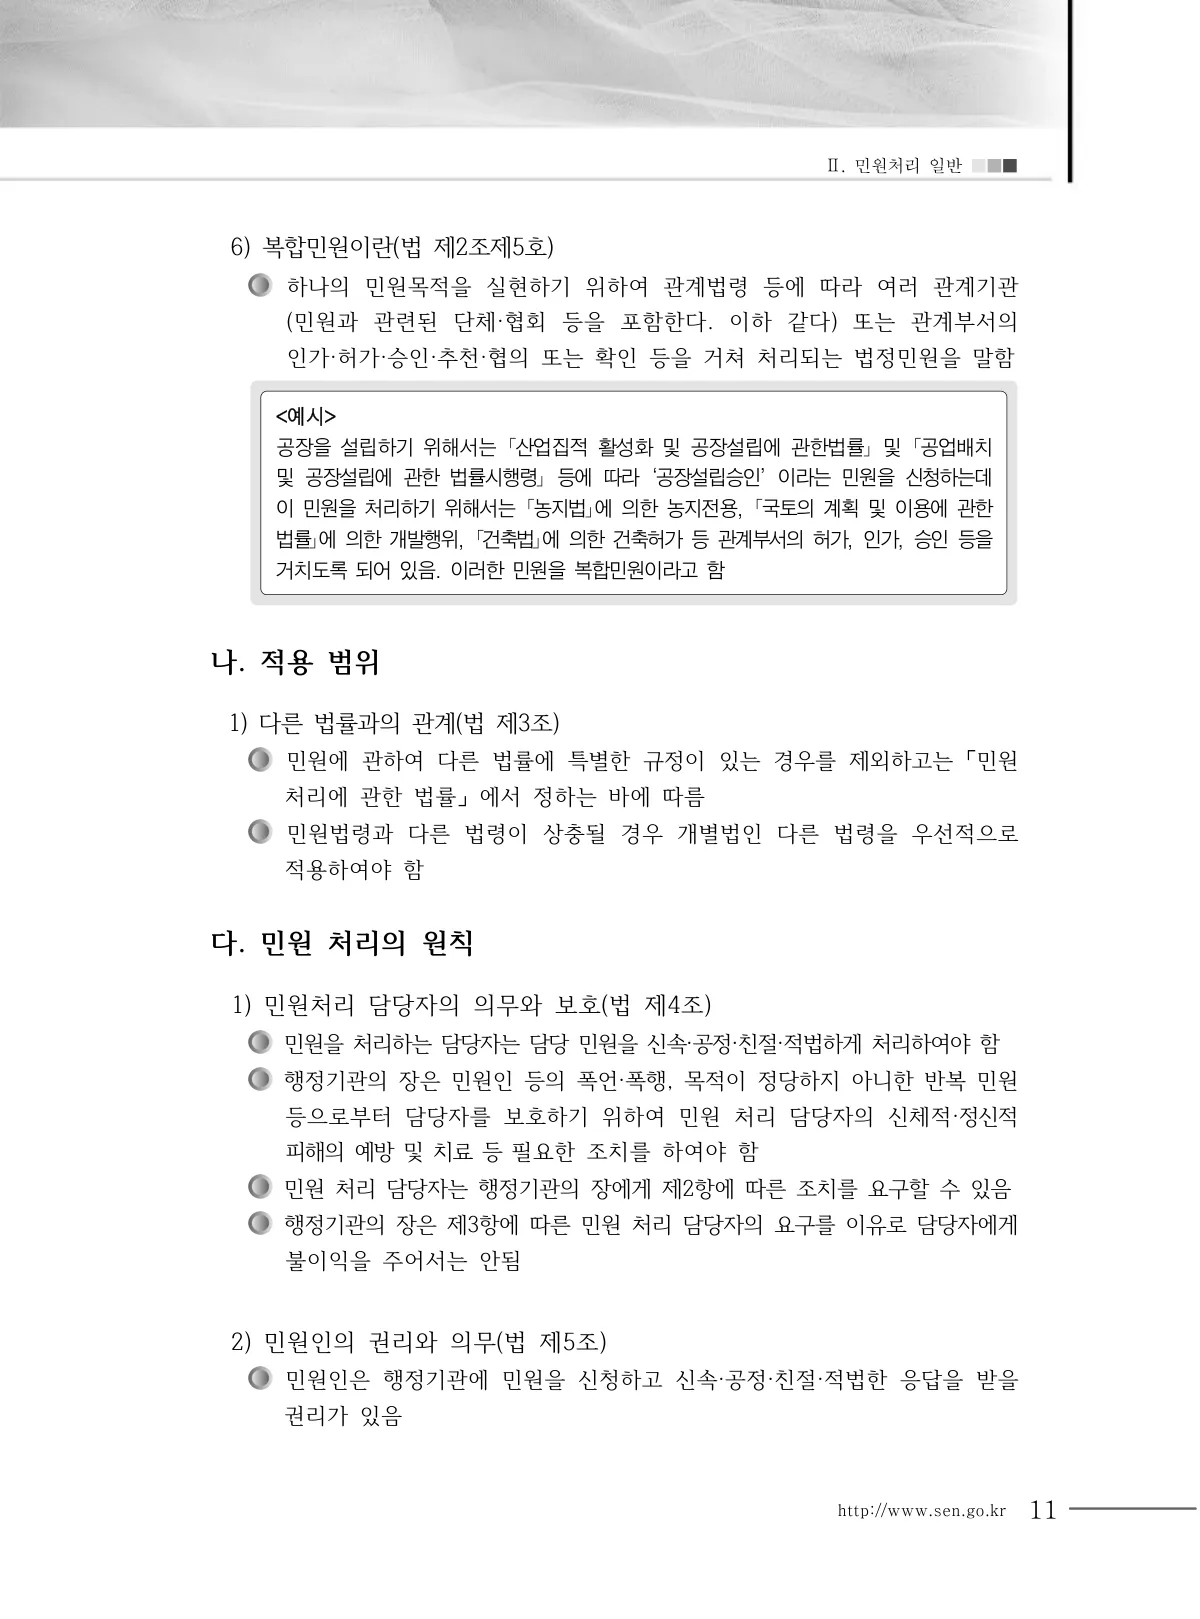 Ⅱ. 민원처리 일반
6) 복합민원이란(법 제2조제5호)
하나의 민원목적을 실현하기 위하여 관계법령 등에 따라 여러 관계기관
(민원과 관련된 단체·협회 등을 포함한다. 이하 같다) 또는 관계부서의
인가·허가·승인·추천·협의 또는 확인 등을 거쳐 처리되는 법정민원을 말함
<예시>
공장을 설립하기 위해서는 「산업집적 활성화 및 공장설립에 관한법률」 및 「공업배치
및 공장설립에 관한 법률시행령」 등에 따라 ‘공장설립승인’ 이라는 민원을 신청하는데
이 민원을 처리하기 위해서는 「농지법」에 의한 농지전용, 「국토의 계획 및 이용에 관한
법률」에 의한 개발행위, 「건축법」에 의한 건축허가 등 관계부서의 허가, 인가, 승인 등을
거치도록 되어 있음. 이러한 민원을 복합민원이라고 함
나. 적용 범위
1) 다른 법률과의 관계(법 제3조)
민원에 관하여 다른 법률에 특별한 규정이 있는 경우를 제외하고는「민원
처리에 관한 법률」에서 정하는 바에 따름
민원법령과 다른 법령이 상충될 경우 개별법인 다른 법령을 우선적으로
적용하여야 함
다. 민원 처리의 원칙
1) 민원처리 담당자의 의무와 보호(법 제4조)
민원을 처리하는 담당자는 담당 민원을 신속·공정·친절·적법하게 처리하여야 함
행정기관의 장은 민원인 등의 폭언·폭행, 목적이 정당하지 아니한 반복 민원
등으로부터 담당자를 보호하기 위하여 민원 처리 담당자의 신체적·정신적
피해의 예방 및 치료 등 필요한 조치를 하여야 함
민원 처리 담당자는 행정기관의 장에게 제2항에 따른 조치를 요구할 수 있음
행정기관의 장은 제3항에 따른 민원 처리 담당자의 요구를 이유로 담당자에게
불이익을 주어서는 안됨
2) 민원인의 권리와 의무(법 제5조)
민원인은 행정기관에 민원을 신청하고 신속·공정·친절·적법한 응답을 받을
권리가 있음
http://www.sen.go.kr 11